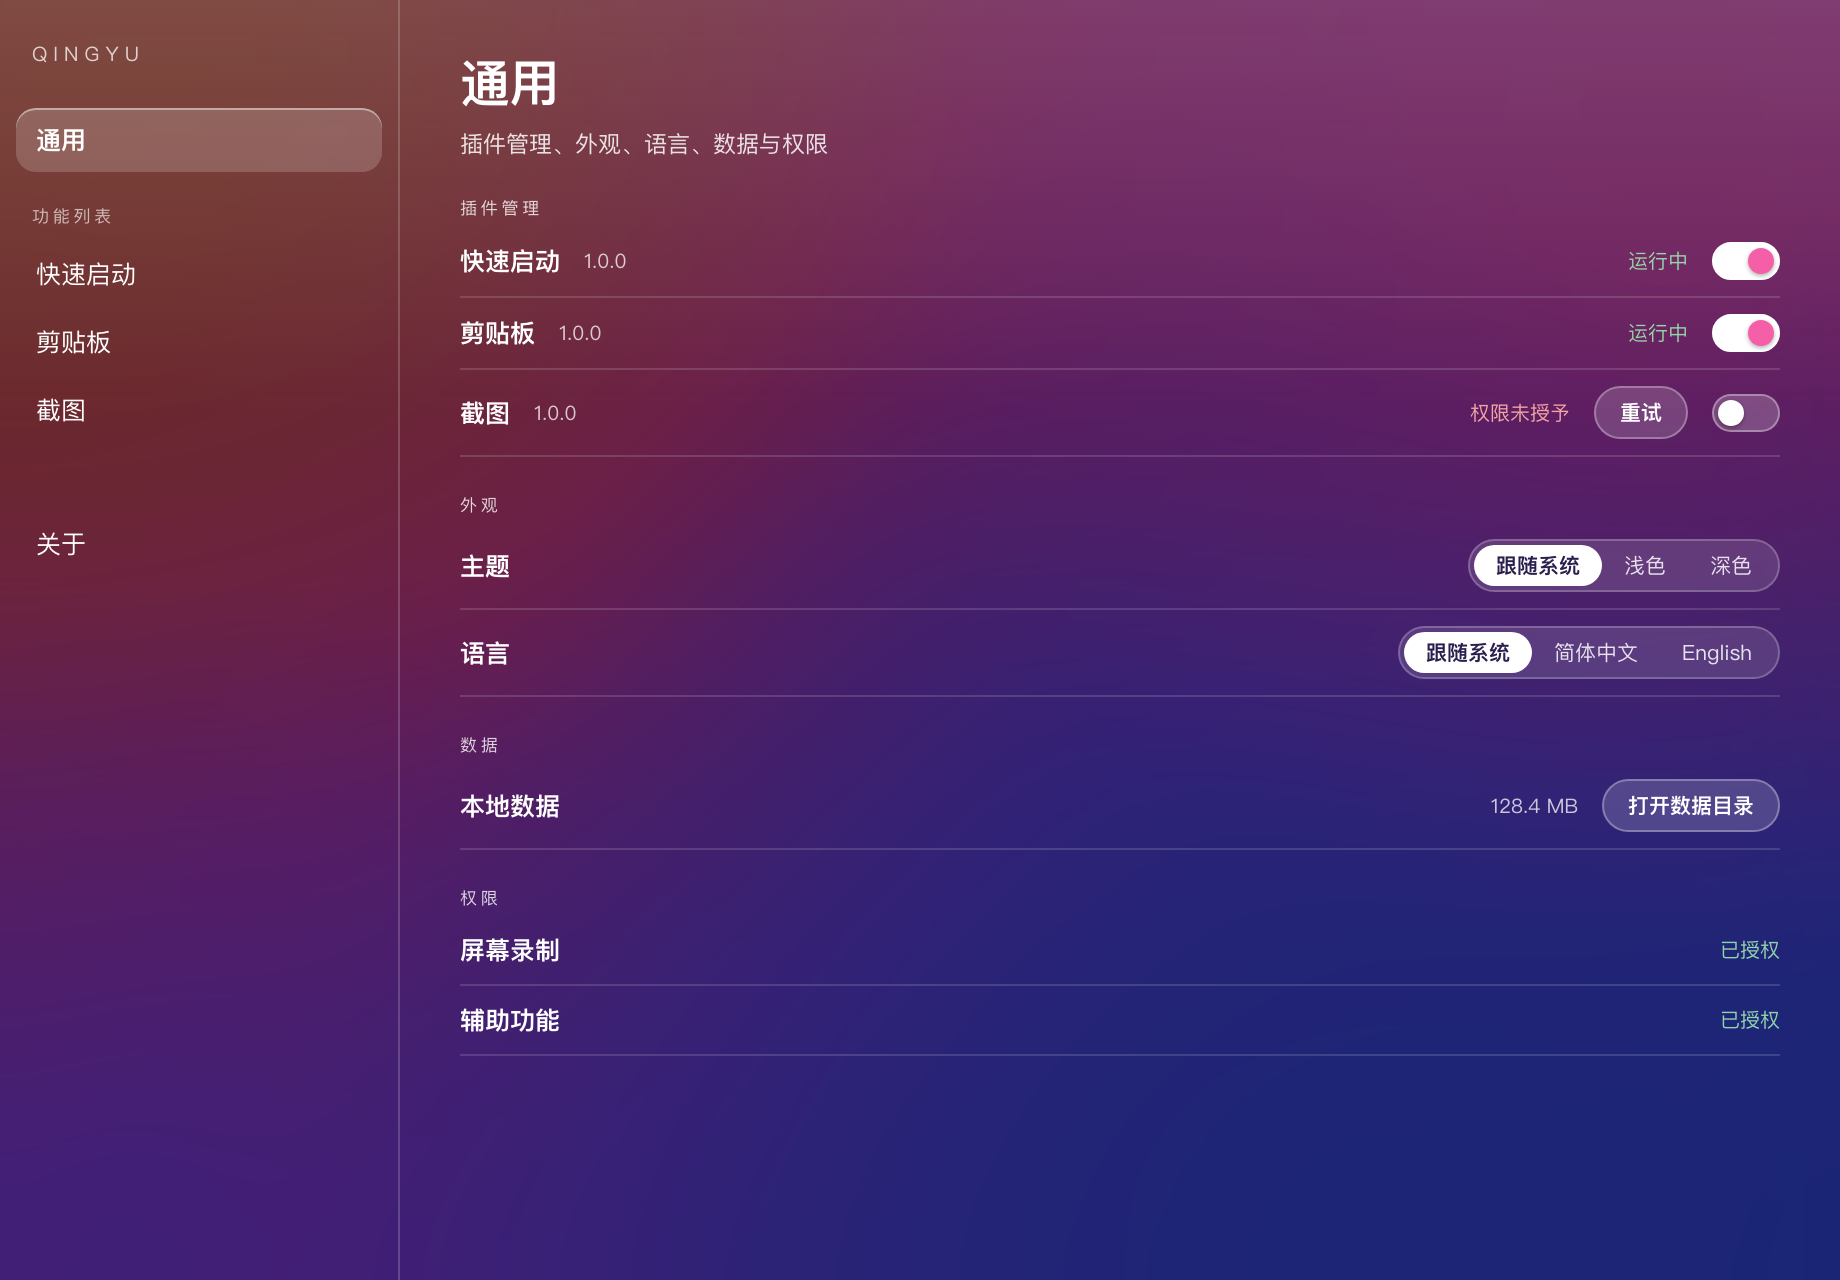 QINGYU
通用
功能列表
快速启动
剪贴板
截图
关于
通用
插件管理、外观、语言、数据与权限
插件管理
快速启动 1.0.0 运行中
剪贴板 1.0.0 运行中
截图 1.0.0 权限未授予 重试
外观
主题 跟随系统 浅色 深色
语言 跟随系统 简体中文 English
数据
本地数据 128.4 MB 打开数据目录
权限
屏幕录制 已授权
辅助功能 已授权